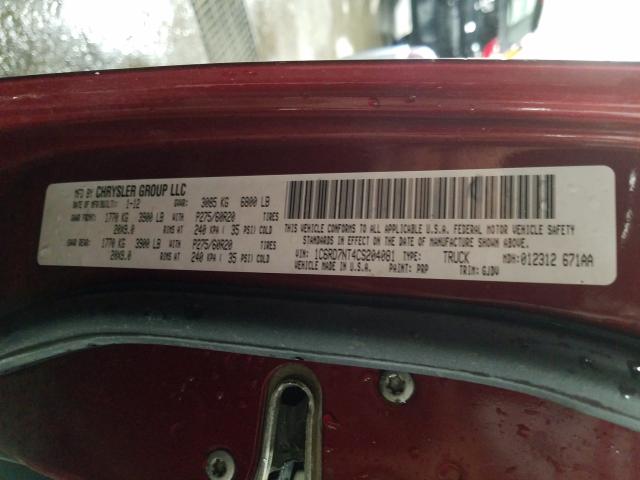 MFD BY CHRYSLER GROUP LLC
DATE OF MFR/BUILT: 1-12 GVWR: 3085 KG 6800 LB
GAWR FRONT: 1770 KG 3900 LB WITH P275/60R20 TIRES
20X9.0 RIMS AT 240 KPA ( 35 PSI) COLD
GAWR REAR: 1770 KG 3900 LB WITH P275/60R20 TIRES
20X9.0 RIMS AT 240 KPA ( 35 PSI) COLD
THIS VEHICLE CONFORMS TO ALL APPLICABLE U.S.A. FEDERAL MOTOR VEHICLE SAFETY
STANDARDS IN EFFECT ON THE DATE OF MANUFACTURE SHOWN ABOVE.
VIN: 1C6RD7NT4CS204081 TYPE: TRUCK MDH: 012312 671AA
VEHICLE MADE IN U.S.A. PAINT: PRP TRIM: GJDV